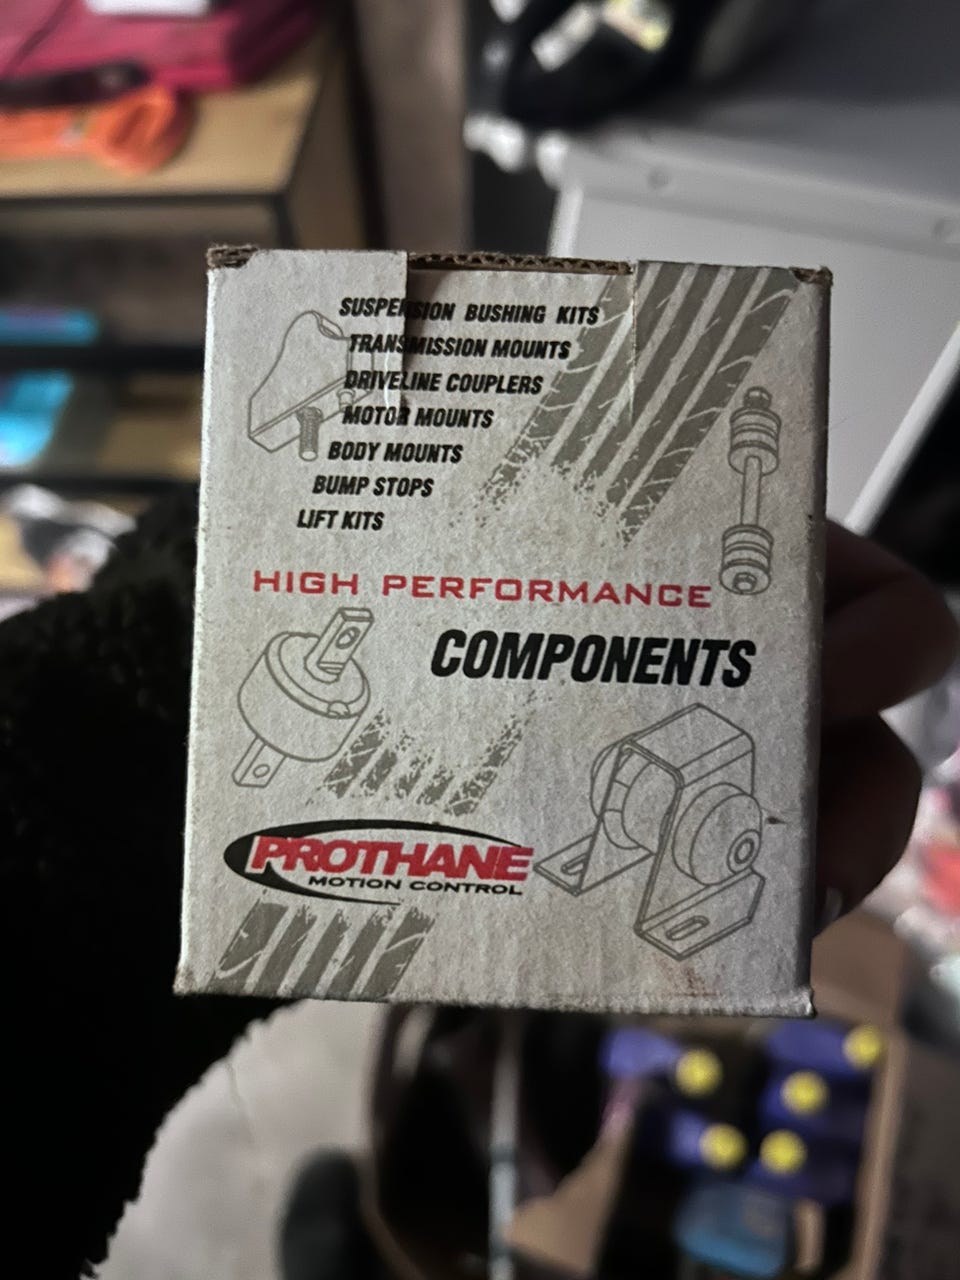 SUSPENSION BUSHING KITS
TRANSMISSION MOUNTS
DRIVELINE COUPLERS
MOTOR MOUNTS
BODY MOUNTS
BUMP STOPS
LIFT KITS
HIGH PERFORMANCE
COMPONENTS
PROTHANE
MOTION CONTROL